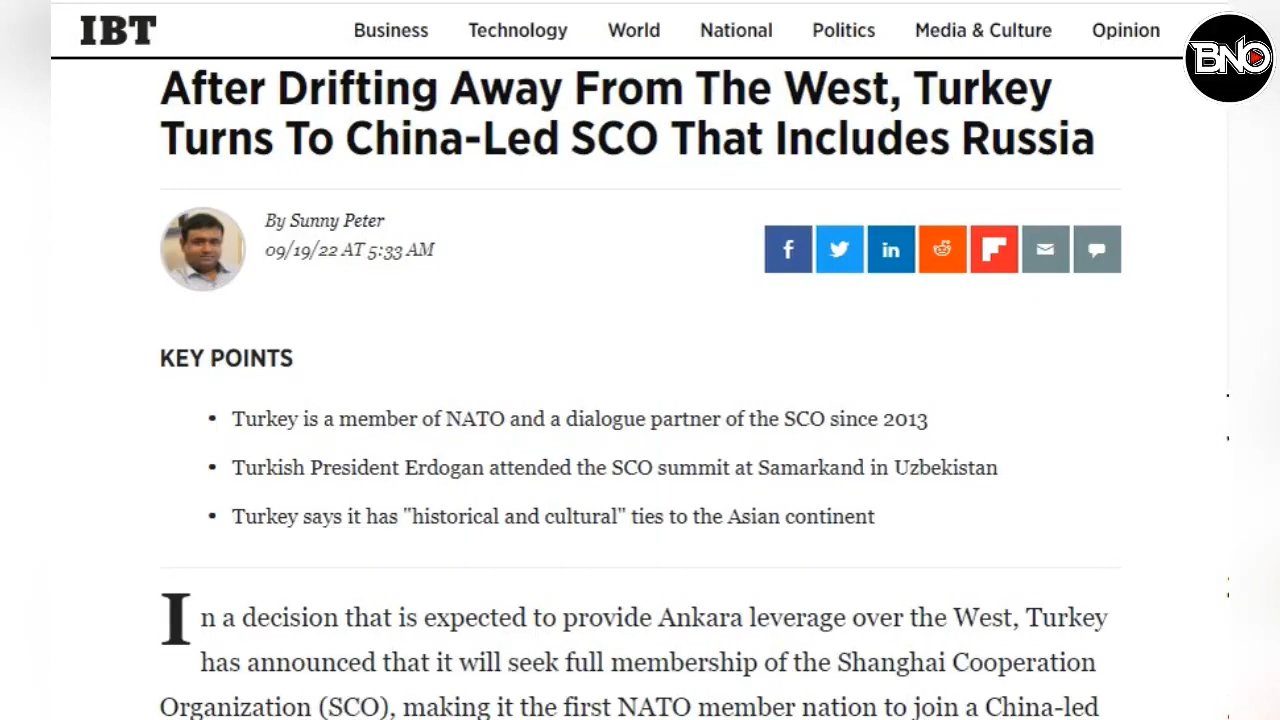 IBT Business Technology World National Politics Media & Culture Opinion
BNO
After Drifting Away From The West, Turkey
Turns To China-Led SCO That Includes Russia
By Sunny Peter
09/19/22 AT 5:33 AM
f in
KEY POINTS
• Turkey is a member of NATO and a dialogue partner of the SCO since 2013
• Turkish President Erdogan attended the SCO summit at Samarkand in Uzbekistan
• Turkey says it has "historical and cultural" ties to the Asian continent
In a decision that is expected to provide Ankara leverage over the West, Turkey
has announced that it will seek full membership of the Shanghai Cooperation
Organization (SCO), making it the first NATO member nation to join a China-led